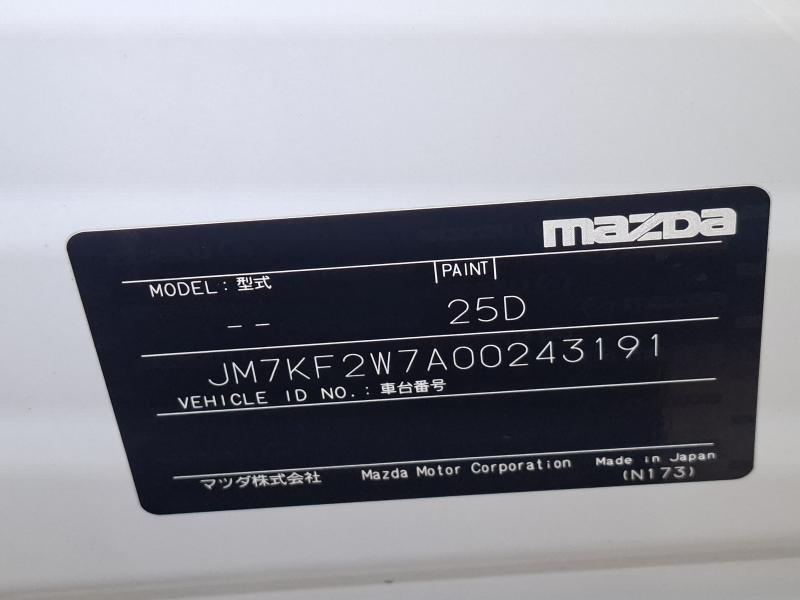 mazda
MODEL: 型式 PAINT
-- 25D
JM7KF2W7A00243191
VEHICLE ID NO.: 車台番号
マツダ株式会社 Mazda Motor Corporation Made in Japan
(N173)